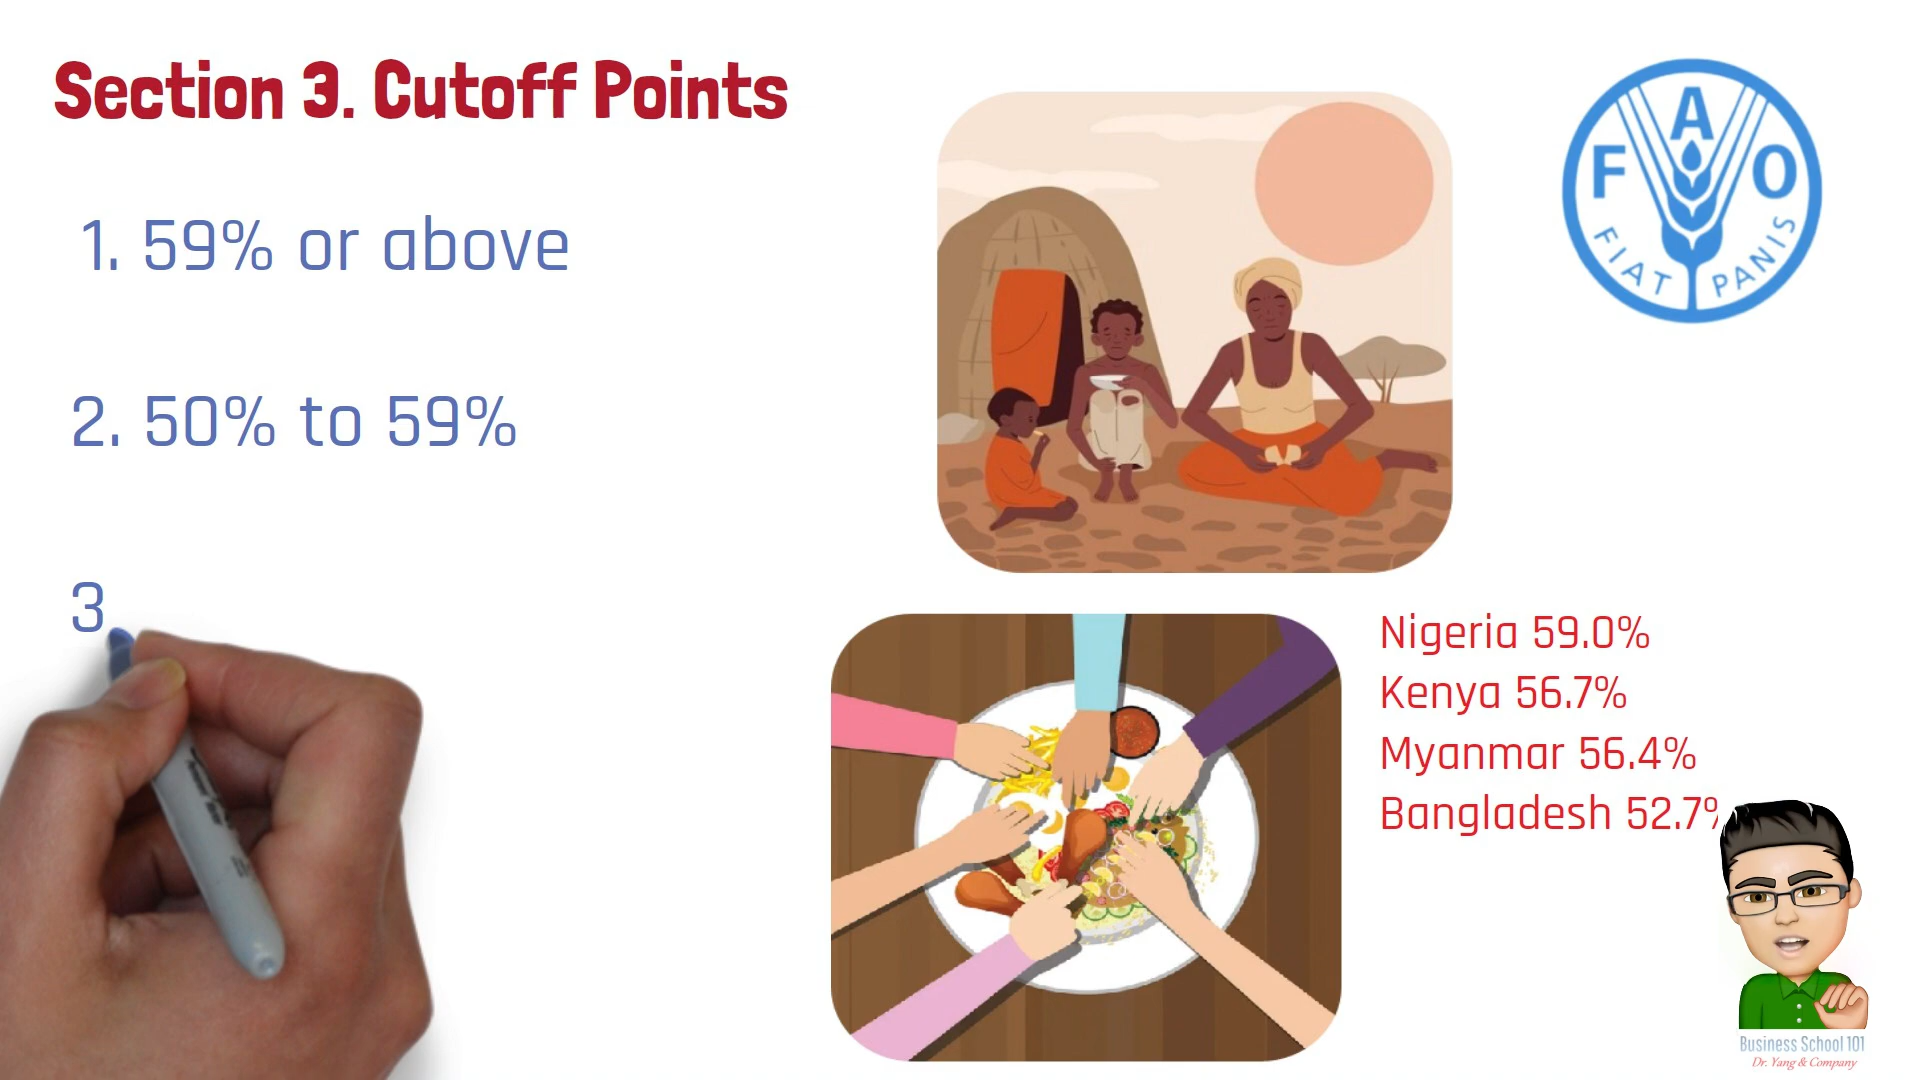 Section 3. Cutoff Points
1. 59% or above
2. 50% to 59%
3
F A O
FIAT PANIS
Nigeria 59.0%
Kenya 56.7%
Myanmar 56.4%
Bangladesh 52.7%
Business School 101
Dr. Yang & Company